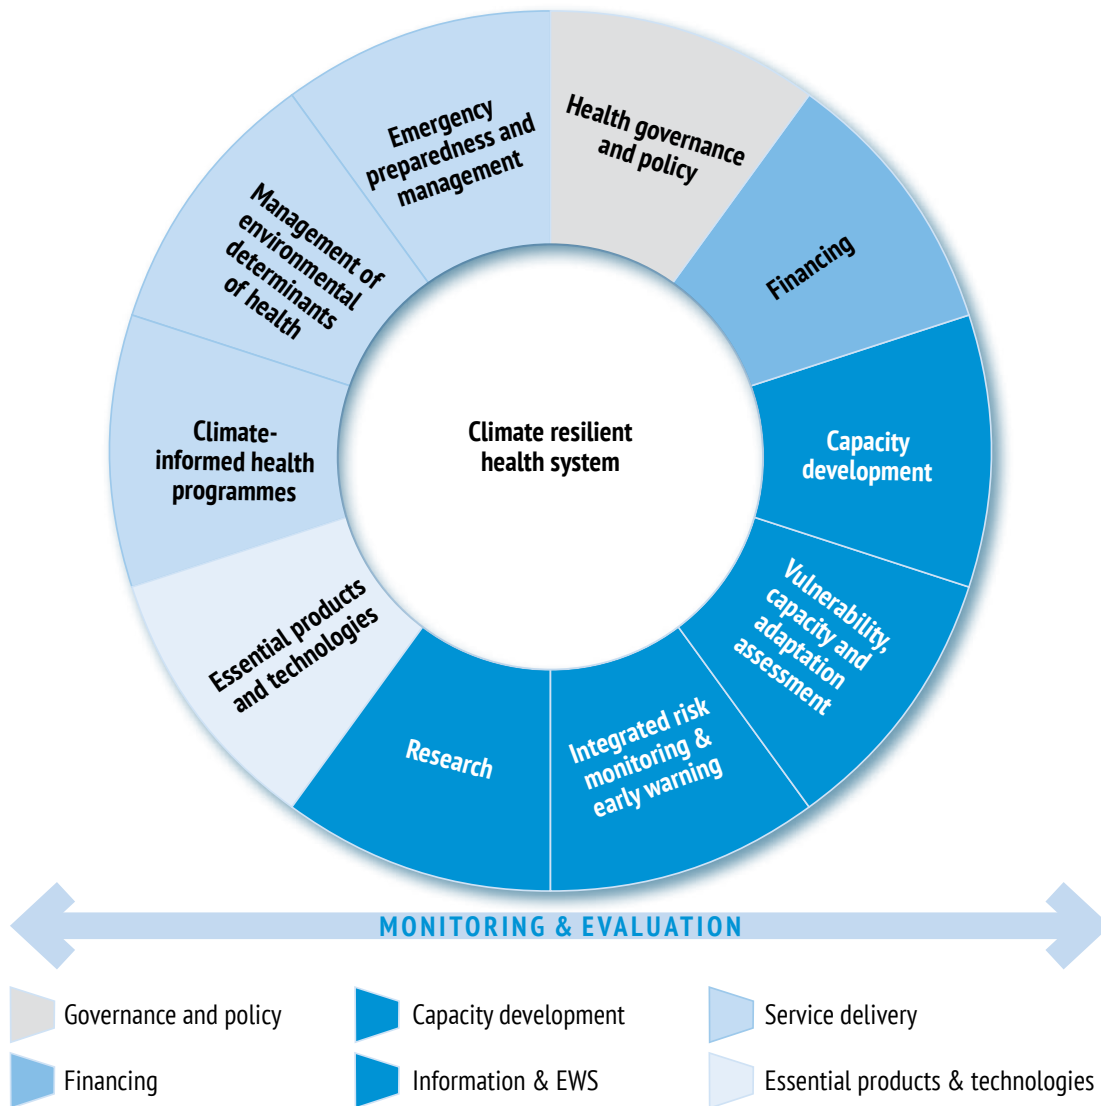 Health governance
and policy
Financing
Capacity
development
Vulnerability,
capacity and
adaptation
assessment
Integrated risk
monitoring &
early warning
Research
Essential products
and technologies
Climate-
informed health
programmes
Management of
environmental
determinants
of health
Emergency
preparedness and
management
Climate resilient
health system
MONITORING & EVALUATION
Governance and policy
Capacity development
Service delivery
Financing
Information & EWS
Essential products & technologies